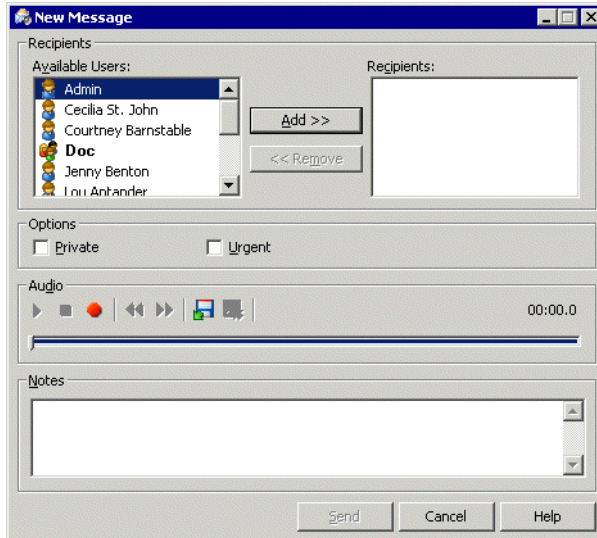 New Message
Recipients
Available Users:
Recipients:
Admin
Cecilia St. John
Courtney Barnstable
Doc
Jenny Benton
Lou Antander
Add >>
<< Remove
Options
Private
Urgent
Audio
00:00.0
Notes
Send
Cancel
Help